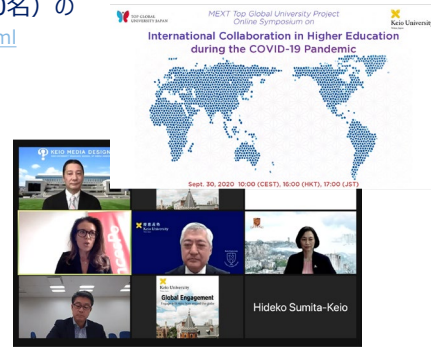 0名）の
ml
TOP GLOBAL
UNIVERSITY JAPAN
MEXT Top Global University Project
Online Symposium on
Keio University
International Collaboration in Higher Education
during the COVID-19 Pandemic
Sept. 30, 2020 10:00 (CEST), 16:00 (HKT), 17:00 (JST)
KEIO MEDIA DESIGN
Keio University
Keio University
Global Engagement
Hideko Sumita-Keio